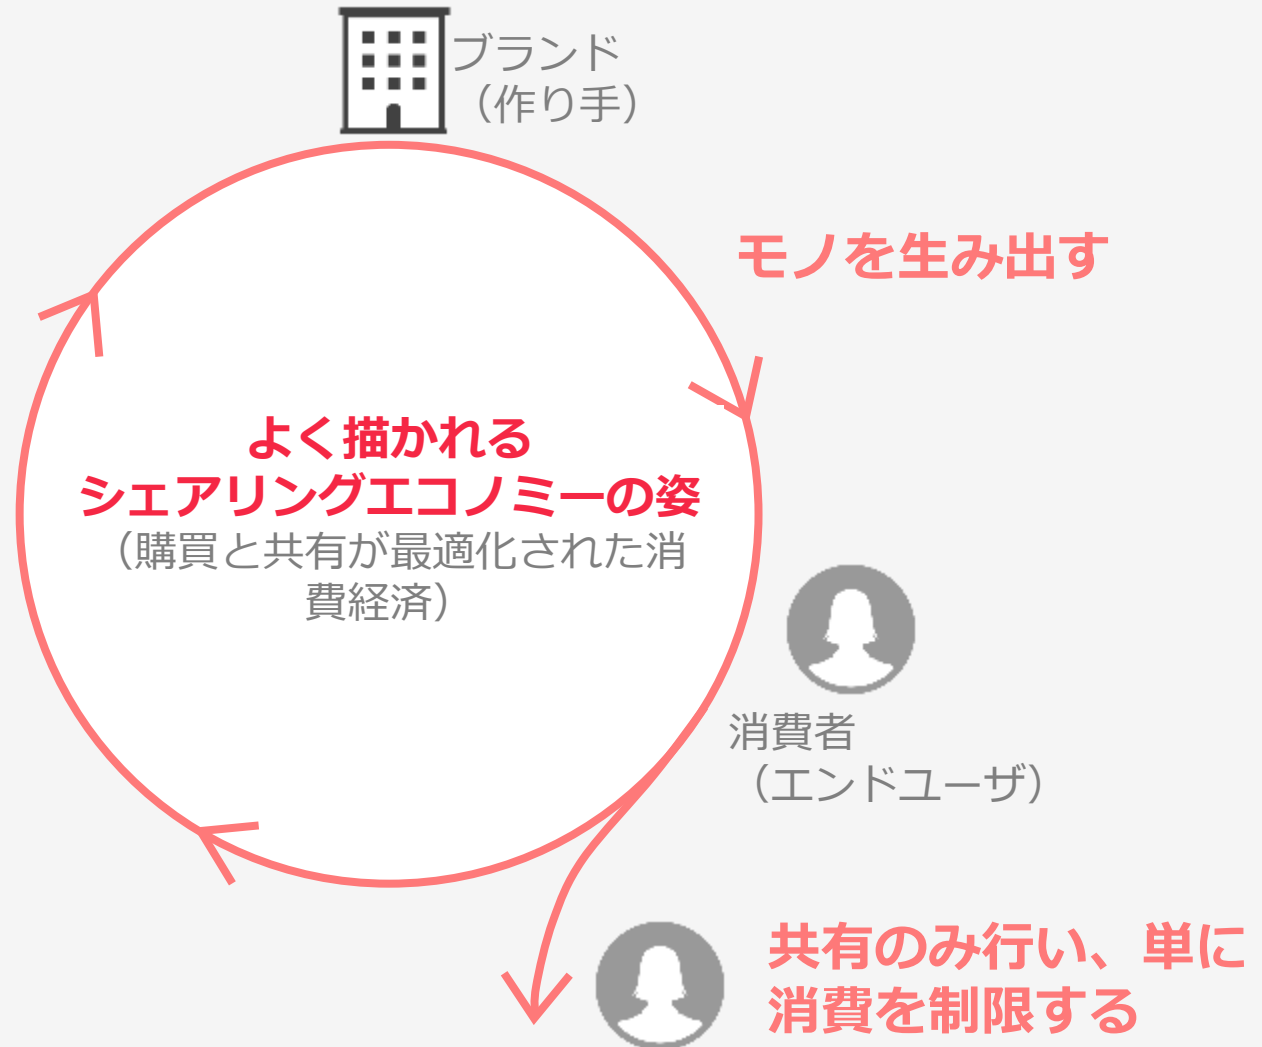 ブランド
（作り手）
モノを生み出す
よく描かれる
シェアリングエコノミーの姿
（購買と共有が最適化された消
費経済）
消費者
（エンドユーザ）
共有のみ行い、単に
消費を制限する